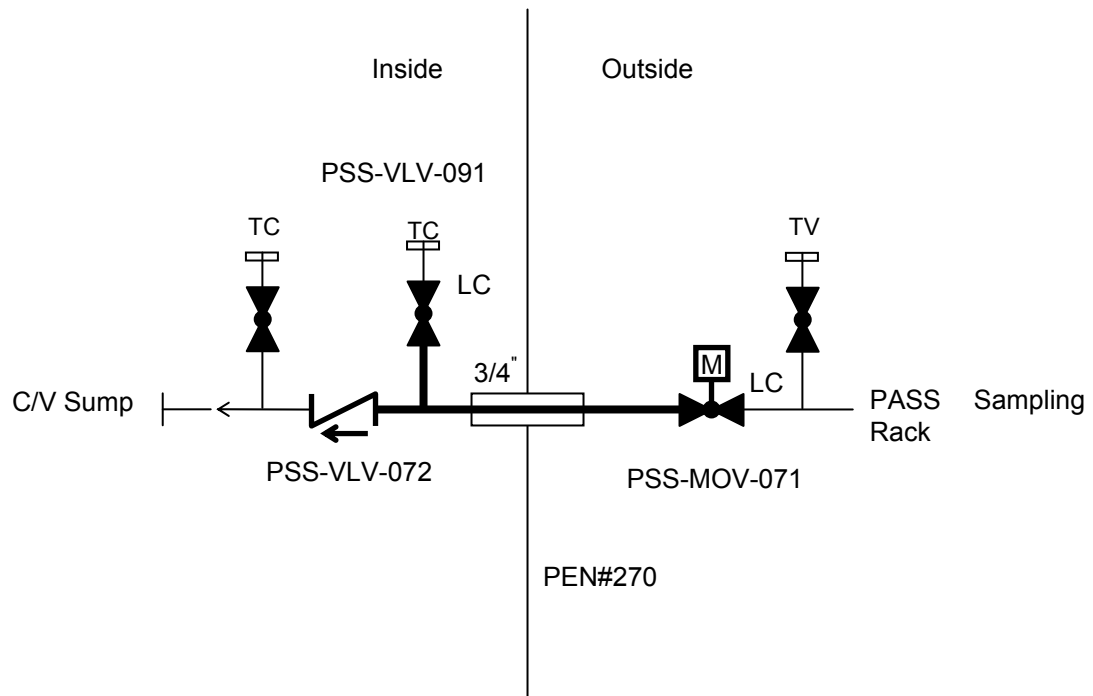 Inside Outside
PSS-VLV-091
TC TC TV
LC
3/4"
M
LC
C/V Sump
PASS Sampling
Rack
PSS-VLV-072
PSS-MOV-071
PEN#270